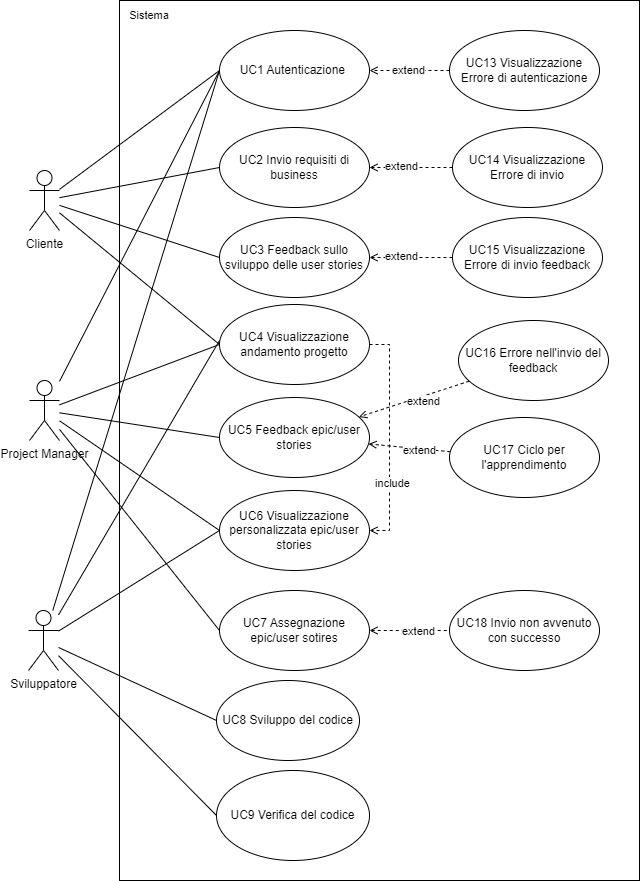 Sistema
UC1 Autenticazione
extend
UC13 Visualizzazione
Errore di autenticazione
UC2 Invio requisiti di
business
extend
UC14 Visualizzazione
Errore di invio
Cliente
UC3 Feedback sullo
sviluppo delle user stories
extend
UC15 Visualizzazione
Errore di invio feedback
UC4 Visualizzazione
andamento progetto
UC16 Errore nell'invio del
feedback
extend
Project Manager
UC5 Feedback epic/user
stories
extend
UC17 Ciclo per
l'apprendimento
include
UC6 Visualizzazione
personalizzata epic/user
stories
UC7 Assegnazione
epic/user sotires
extend
UC18 Invio non avvenuto
con successo
Sviluppatore
UC8 Sviluppo del codice
UC9 Verifica del codice